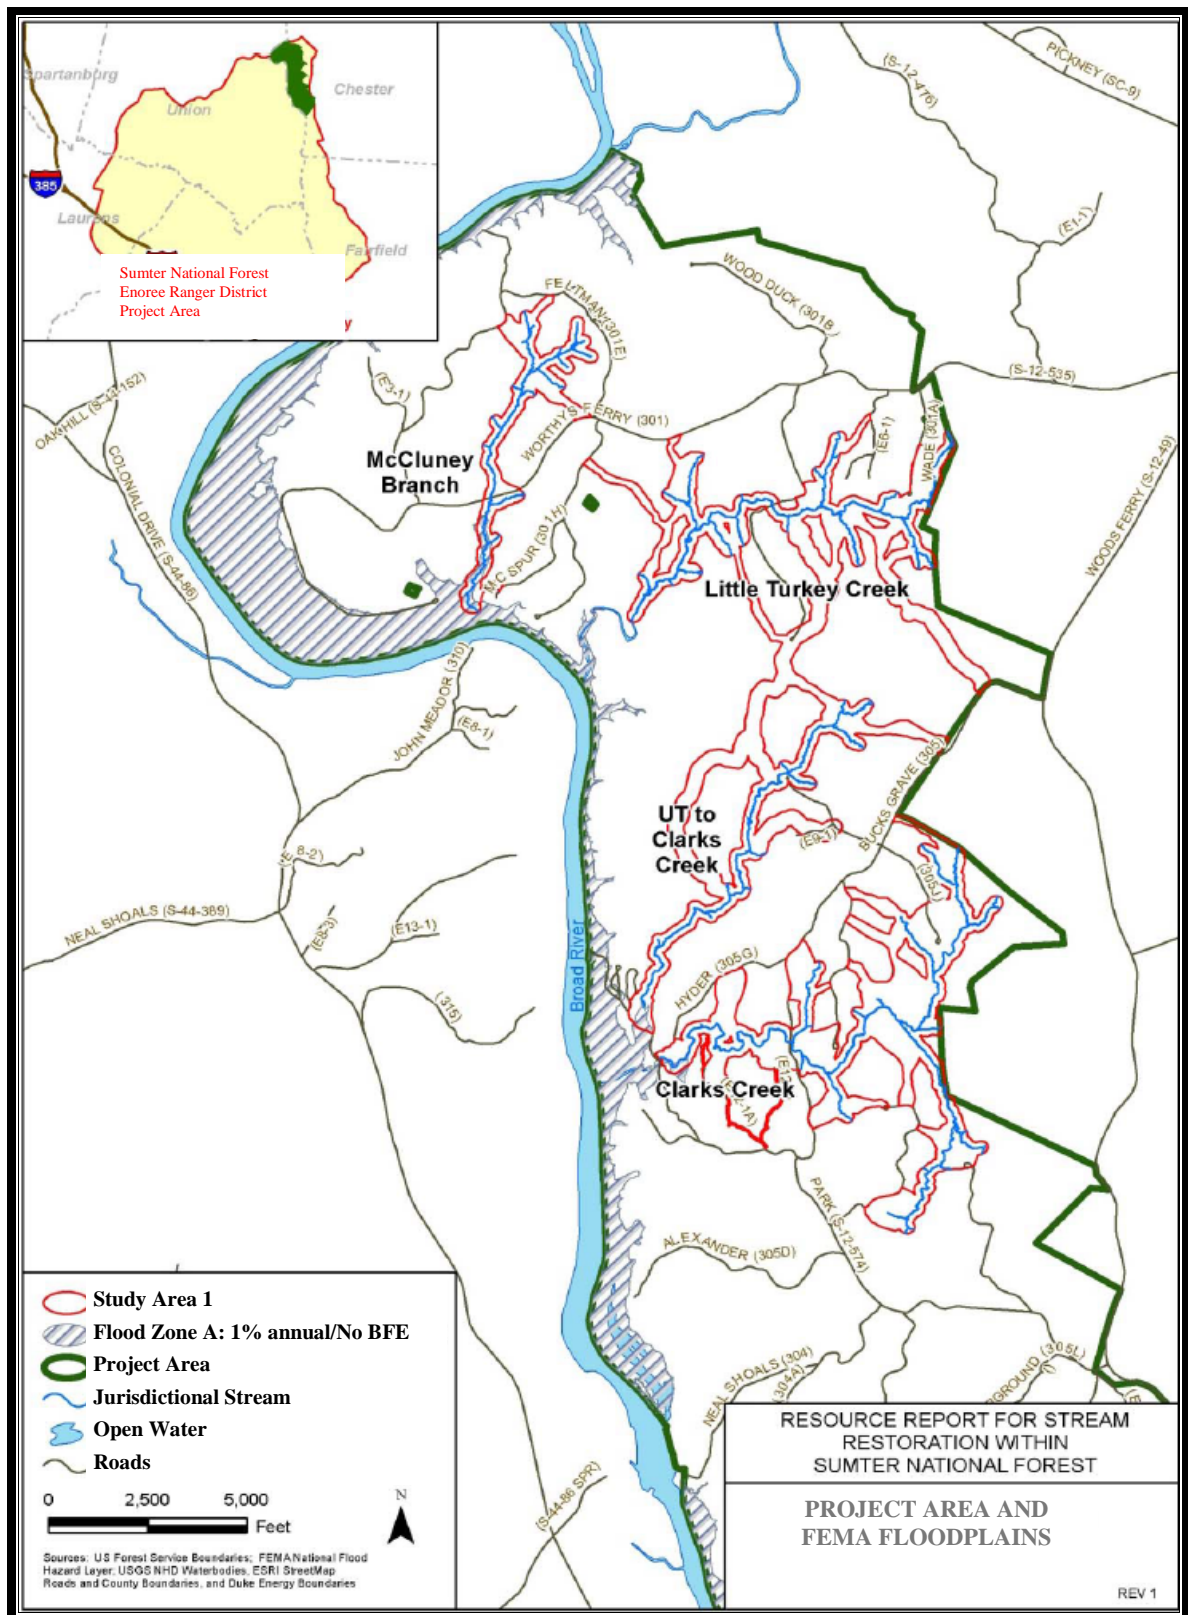 Spartanburg
Union
Chester
385
Laurens
Fairfield
Sumter National Forest
Enoree Ranger District
Project Area
y
PICKNEY (SC-9)
(S-12-476)
(E1-1)
WOOD DUCK (301B)
FELTMAN (301E)
(S-12-535)
OAK HILL (S-44-152)
(E3-1)
WORTHYS FERRY (301)
(E6-1)
WADE (301A)
COLONIAL DRIVE (S-44-86)
McCluney
Branch
WOODS FERRY (S-12-49)
MC SPUR (301H)
Little Turkey Creek
JOHN MEADOR (310)
(E8-1)
BUCKS GRAVE (305)
UT to
Clarks
Creek
(E9-1)
(E8-2)
(305J)
NEAL SHOALS (S-44-389)
(E8-3)
(E13-1)
Broad River
HYDER (305G)
(315)
Clarks Creek
PARK (S-12-574)
ALEXANDER (305D)
NEAL SHOALS (304)
(304A)
RGROUND (305L)
(S-44-86 SPR)
Study Area 1
Flood Zone A: 1% annual/No BFE
Project Area
Jurisdictional Stream
Open Water
Roads
0 2,500 5,000
Feet
N
Sources: US Forest Service Boundaries; FEMA National Flood
Hazard Layer; USGS NHD Waterbodies, ESRI StreetMap
Roads and County Boundaries, and Duke Energy Boundaries
RESOURCE REPORT FOR STREAM
RESTORATION WITHIN
SUMTER NATIONAL FOREST
PROJECT AREA AND
FEMA FLOODPLAINS
REV 1